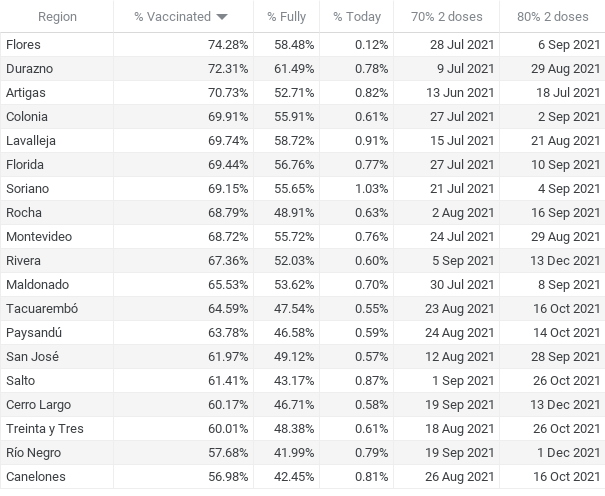 Region % Vaccinated % Fully % Today 70% 2 doses 80% 2 doses
Flores 74.28% 58.48% 0.12% 28 Jul 2021 6 Sep 2021
Durazno 72.31% 61.49% 0.78% 9 Jul 2021 29 Aug 2021
Artigas 70.73% 52.71% 0.82% 13 Jun 2021 18 Jul 2021
Colonia 69.91% 55.91% 0.61% 27 Jul 2021 2 Sep 2021
Lavalleja 69.74% 58.72% 0.91% 15 Jul 2021 21 Aug 2021
Florida 69.44% 56.76% 0.77% 27 Jul 2021 10 Sep 2021
Soriano 69.15% 55.65% 1.03% 21 Jul 2021 4 Sep 2021
Rocha 68.79% 48.91% 0.63% 2 Aug 2021 16 Sep 2021
Montevideo 68.72% 55.72% 0.76% 24 Jul 2021 29 Aug 2021
Rivera 67.36% 52.03% 0.60% 5 Sep 2021 13 Dec 2021
Maldonado 65.53% 53.62% 0.70% 30 Jul 2021 8 Sep 2021
Tacuarembó 64.59% 47.54% 0.55% 23 Aug 2021 16 Oct 2021
Paysandú 63.78% 46.58% 0.59% 24 Aug 2021 14 Oct 2021
San José 61.97% 49.12% 0.57% 12 Aug 2021 28 Sep 2021
Salto 61.41% 43.17% 0.87% 1 Sep 2021 26 Oct 2021
Cerro Largo 60.17% 46.71% 0.58% 19 Sep 2021 13 Dec 2021
Treinta y Tres 60.01% 48.38% 0.61% 18 Aug 2021 26 Oct 2021
Río Negro 57.68% 41.99% 0.79% 19 Sep 2021 1 Dec 2021
Canelones 56.98% 42.45% 0.81% 26 Aug 2021 16 Oct 2021